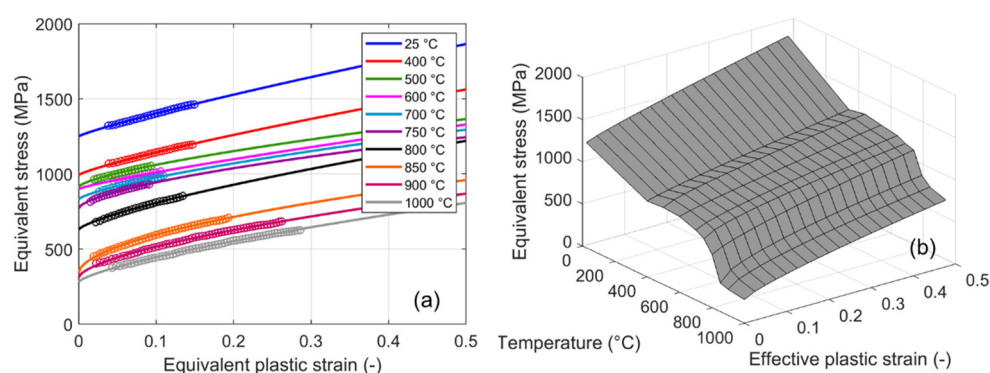 2000
1500
1000
500
0
Equivalent stress (MPa)
0
0.1
0.2
0.3
0.4
0.5
Equivalent plastic strain (-)
25 °C
400 °C
500 °C
600 °C
700 °C
750 °C
800 °C
850 °C
900 °C
1000 °C
(a)
2000
1500
1000
500
0
Equivalent stress (MPa)
0
200
400
600
800
1000
Temperature (°C)
0
0.1
0.2
0.3
0.4
0.5
Effective plastic strain (-)
(b)